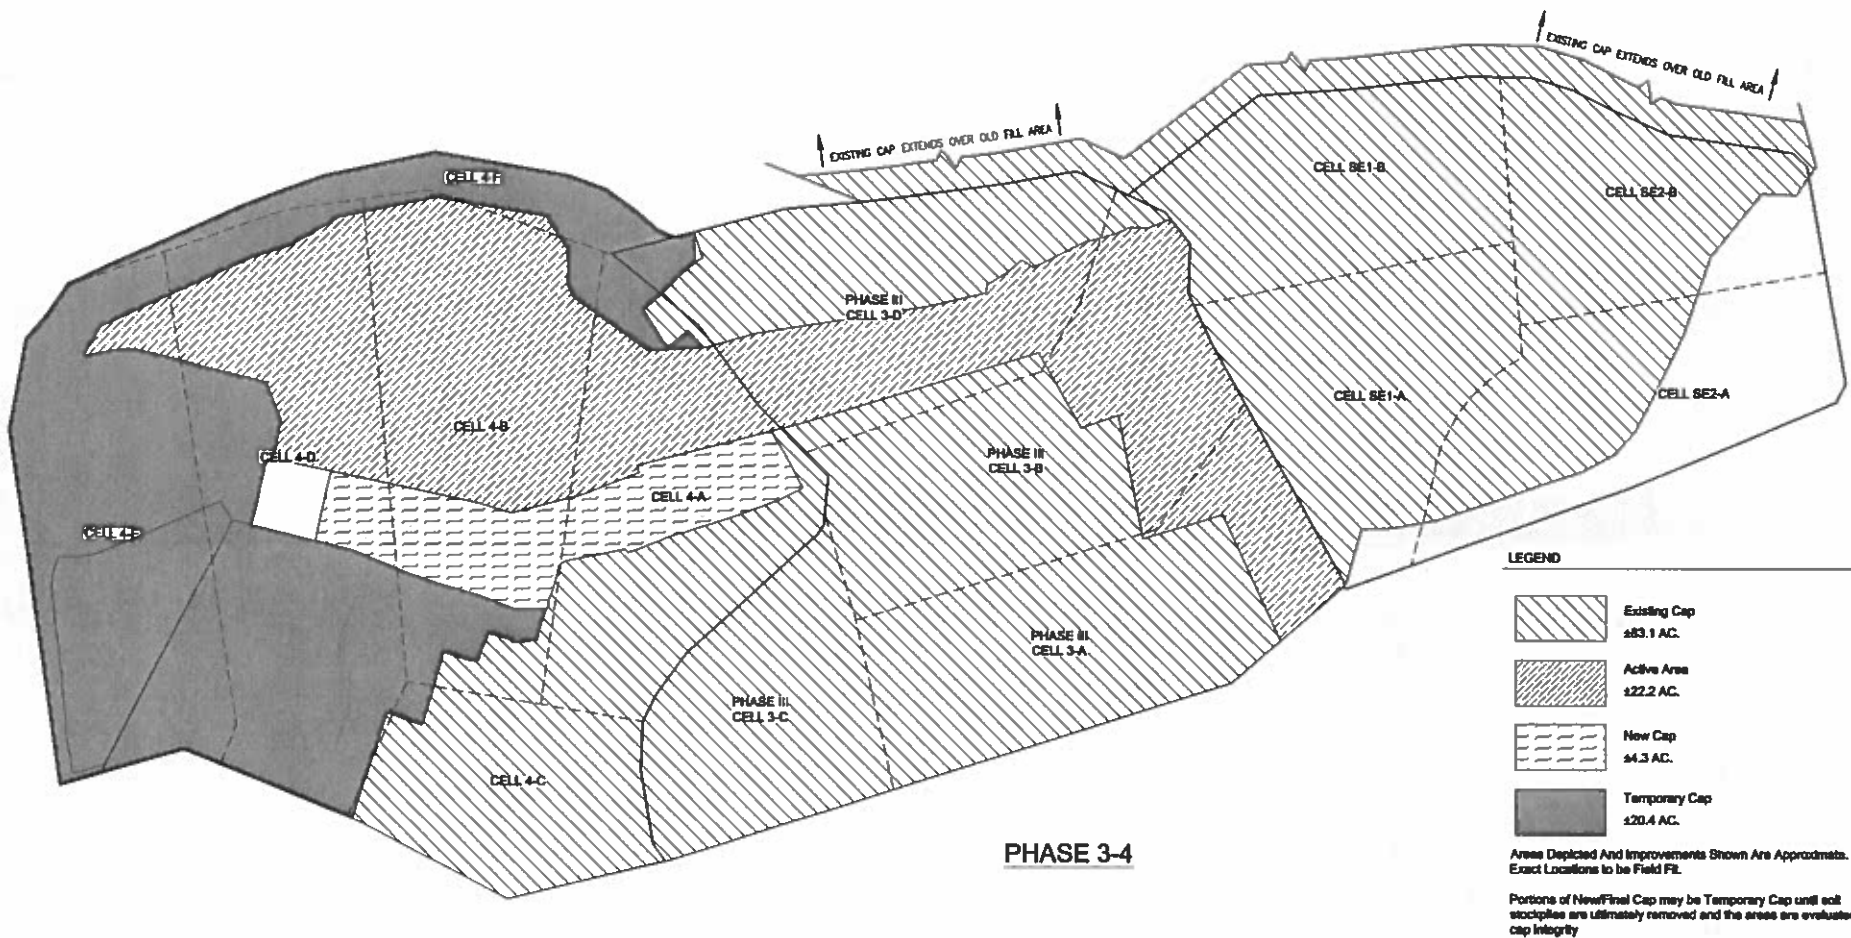 EXISTING CAP EXTENDS OVER OLD FILL AREA
EXISTING CAP EXTENDS OVER OLD FILL AREA
CELL 4-F
CELL SE1-B
CELL SE2-B
PHASE III
CELL 3-D
CELL SE1-A
CELL SE2-A
CELL 4-B
CELL 4-D
PHASE III
CELL 3-B
CELL 4-A
CELL 4-E
PHASE III
CELL 3-A
PHASE III
CELL 3-C
CELL 4-C
PHASE 3-4
LEGEND
Existing Cap
±83.1 AC.
Active Area
±22.2 AC.
New Cap
±4.3 AC.
Temporary Cap
±20.4 AC.
Areas Depicted And Improvements Shown Are Approximate.
Exact Locations to be Field Fit.
Portions of New/Final Cap may be Temporary Cap until soil
stockpiles are ultimately removed and the areas are evaluated
cap integrity